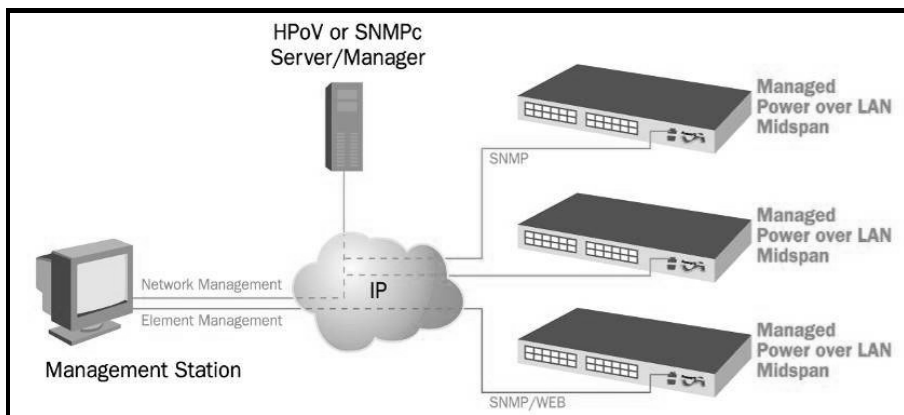 HPoV or SNMPc
Server/Manager
Managed
Power over LAN
Midspan
SNMP
Managed
Power over LAN
Midspan
Network Management
IP
Element Management
Managed
Power over LAN
Midspan
Management Station
SNMP/WEB